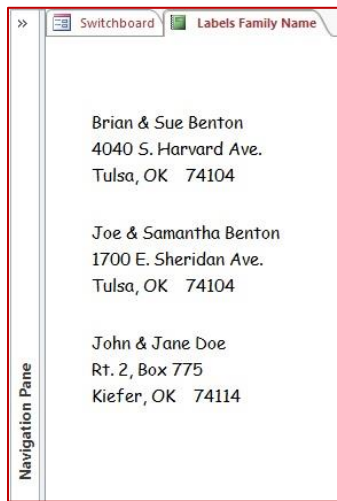 » Switchboard Labels Family Name
Brian & Sue Benton
4040 S. Harvard Ave.
Tulsa, OK 74104
Joe & Samantha Benton
1700 E. Sheridan Ave.
Tulsa, OK 74104
John & Jane Doe
Rt. 2, Box 775
Kiefer, OK 74114
Navigation Pane